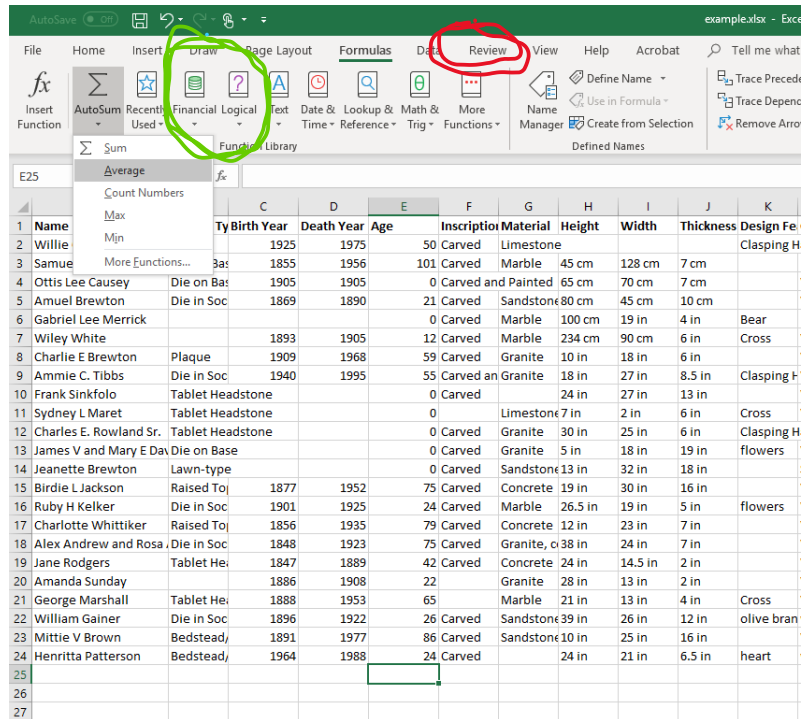 AutoSave Off example.xlsx - Exce
File Home Insert Draw Page Layout Formulas Data Review View Help Acrobat Tell me what
fx Insert Function
Σ AutoSum
Recently Used
Financial
Logical
Text
Date & Time
Lookup & Reference
Math & Trig
More Functions
Name Manager
Define Name
Use in Formula
Create from Selection
Trace Precede
Trace Depend
Remove Arro
Function Library Defined Names
Σ Sum
Average
Count Numbers
Max
Min
More Functions...
E25 fx
C D E F G H I J K
1 Name Ty Birth Year Death Year Age Inscription Material Height Width Thickness Design Fe
2 Willie 1925 1975 50 Carved Limestone Clasping H
3 Samue Bas 1855 1956 101 Carved Marble 45 cm 128 cm 7 cm
4 Ottis Lee Causey Die on Bas 1905 1905 0 Carved and Painted 65 cm 70 cm 7 cm
5 Amuel Brewton Die in Soc 1869 1890 21 Carved Sandstone 80 cm 45 cm 10 cm
6 Gabriel Lee Merrick 0 Carved Marble 100 cm 19 in 4 in Bear
7 Wiley White 1893 1905 12 Carved Marble 234 cm 90 cm 6 in Cross
8 Charlie E Brewton Plaque 1909 1968 59 Carved Granite 10 in 18 in 6 in
9 Ammie C. Tibbs Die in Soc 1940 1995 55 Carved an Granite 18 in 27 in 8.5 in Clasping H
10 Frank Sinkfolo Tablet Headstone 0 Carved 24 in 27 in 13 in
11 Sydney L Maret Tablet Headstone 0 Limestone 7 in 2 in 6 in Cross
12 Charles E. Rowland Sr. Tablet Headstone 0 Carved Granite 30 in 25 in 6 in Clasping H
13 James V and Mary E Dav Die on Base 0 Carved Granite 5 in 18 in 19 in flowers
14 Jeanette Brewton Lawn-type 0 Carved Sandstone 13 in 32 in 18 in
15 Birdie L Jackson Raised Top 1877 1952 75 Carved Concrete 19 in 30 in 16 in
16 Ruby H Kelker Die in Soc 1901 1925 24 Carved Marble 26.5 in 19 in 5 in flowers
17 Charlotte Whittiker Raised Top 1856 1935 79 Carved Concrete 12 in 23 in 7 in
18 Alex Andrew and Rosa Die in Soc 1848 1923 75 Carved Granite, c 38 in 24 in 7 in
19 Jane Rodgers Tablet Hea 1847 1889 42 Carved Concrete 24 in 14.5 in 2 in
20 Amanda Sunday 1886 1908 22 Granite 28 in 13 in 2 in
21 George Marshall Tablet Hea 1888 1953 65 Marble 21 in 13 in 4 in Cross
22 William Gainer Die in Soc 1896 1922 26 Carved Sandstone 39 in 26 in 12 in olive bran
23 Mittie V Brown Bedstead/ 1891 1977 86 Carved Sandstone 10 in 25 in 16 in
24 Henritta Patterson Bedstead/ 1964 1988 24 Carved 24 in 21 in 6.5 in heart
25
26
27